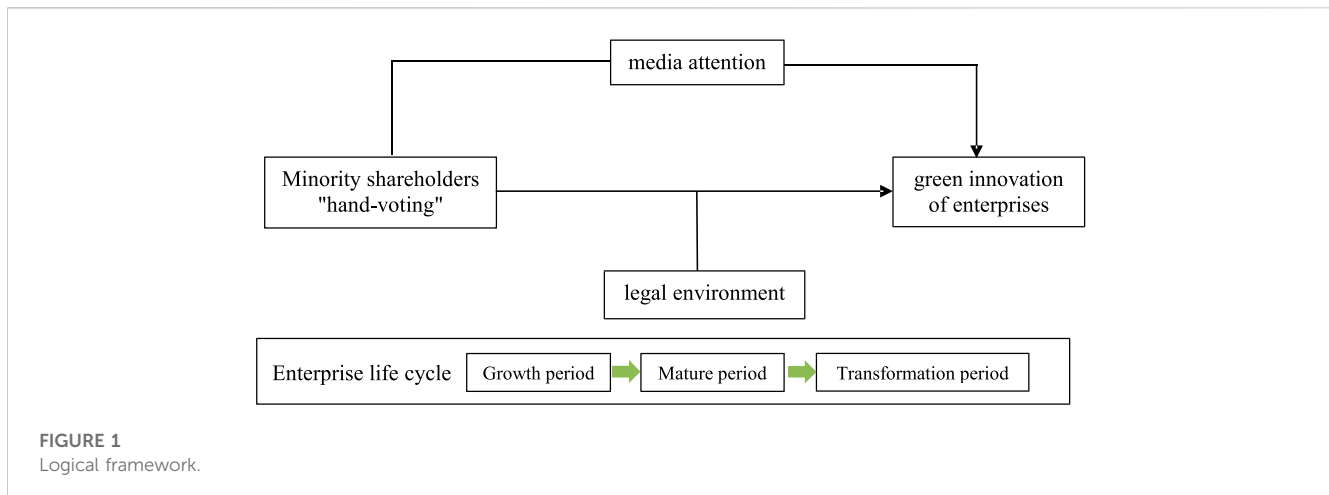 media attention
Minority shareholders
"hand-voting"
green innovation
of enterprises
legal environment
Enterprise life cycle
Growth period
Mature period
Transformation period
FIGURE 1
Logical framework.